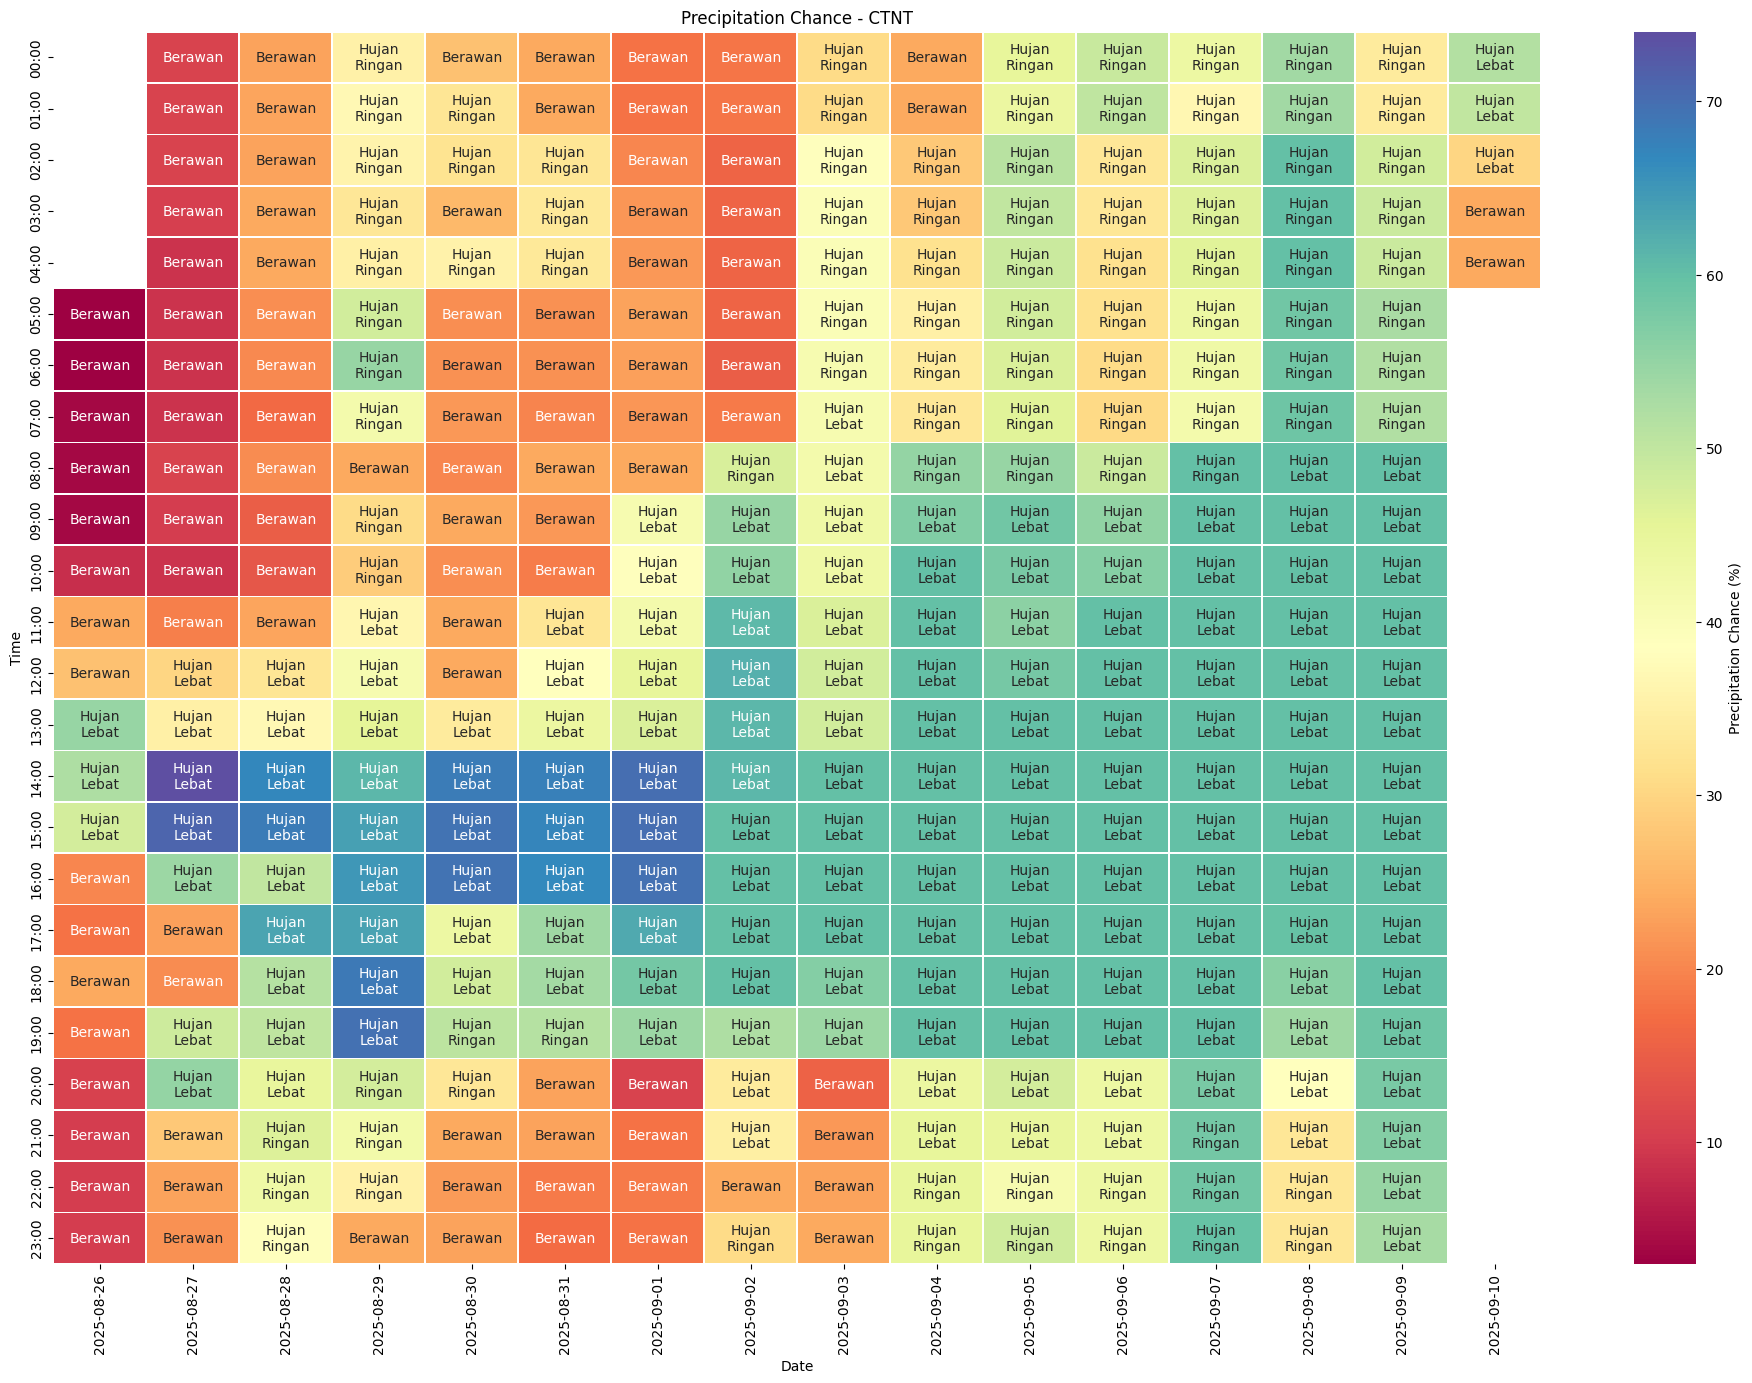 Precipitation Chance - CTNT
00:00 Berawan Berawan Hujan Ringan Berawan Berawan Berawan Berawan Hujan Ringan Berawan Hujan Ringan Hujan Ringan Hujan Ringan Hujan Ringan Hujan Ringan Hujan Lebat
01:00 Berawan Berawan Hujan Ringan Hujan Ringan Berawan Berawan Berawan Hujan Ringan Berawan Hujan Ringan Hujan Ringan Hujan Ringan Hujan Ringan Hujan Ringan Hujan Lebat
02:00 Berawan Berawan Hujan Ringan Hujan Ringan Hujan Ringan Berawan Berawan Hujan Ringan Hujan Ringan Hujan Ringan Hujan Ringan Hujan Ringan Hujan Ringan Hujan Ringan Hujan Lebat
03:00 Berawan Berawan Hujan Ringan Berawan Hujan Ringan Berawan Berawan Hujan Ringan Hujan Ringan Hujan Ringan Hujan Ringan Hujan Ringan Hujan Ringan Hujan Ringan Berawan
04:00 Berawan Berawan Hujan Ringan Hujan Ringan Hujan Ringan Berawan Berawan Hujan Ringan Hujan Ringan Hujan Ringan Hujan Ringan Hujan Ringan Hujan Ringan Hujan Ringan Berawan
05:00 Berawan Berawan Berawan Hujan Ringan Berawan Berawan Berawan Berawan Hujan Ringan Hujan Ringan Hujan Ringan Hujan Ringan Hujan Ringan Hujan Ringan Hujan Ringan
06:00 Berawan Berawan Berawan Hujan Ringan Berawan Berawan Berawan Berawan Hujan Ringan Hujan Ringan Hujan Ringan Hujan Ringan Hujan Ringan Hujan Ringan Hujan Ringan
07:00 Berawan Berawan Berawan Hujan Ringan Berawan Berawan Berawan Berawan Hujan Lebat Hujan Ringan Hujan Ringan Hujan Ringan Hujan Ringan Hujan Ringan Hujan Ringan
08:00 Berawan Berawan Berawan Berawan Berawan Berawan Berawan Hujan Ringan Hujan Lebat Hujan Ringan Hujan Ringan Hujan Ringan Hujan Ringan Hujan Lebat Hujan Lebat
09:00 Berawan Berawan Berawan Hujan Ringan Berawan Berawan Hujan Lebat Hujan Lebat Hujan Lebat Hujan Lebat Hujan Lebat Hujan Lebat Hujan Lebat Hujan Lebat Hujan Lebat
10:00 Berawan Berawan Berawan Hujan Ringan Berawan Berawan Hujan Lebat Hujan Lebat Hujan Lebat Hujan Lebat Hujan Lebat Hujan Lebat Hujan Lebat Hujan Lebat Hujan Lebat
11:00 Berawan Berawan Berawan Hujan Lebat Berawan Hujan Lebat Hujan Lebat Hujan Lebat Hujan Lebat Hujan Lebat Hujan Lebat Hujan Lebat Hujan Lebat Hujan Lebat Hujan Lebat
12:00 Berawan Hujan Lebat Hujan Lebat Hujan Lebat Berawan Hujan Lebat Hujan Lebat Hujan Lebat Hujan Lebat Hujan Lebat Hujan Lebat Hujan Lebat Hujan Lebat Hujan Lebat Hujan Lebat
13:00 Hujan Lebat Hujan Lebat Hujan Lebat Hujan Lebat Hujan Lebat Hujan Lebat Hujan Lebat Hujan Lebat Hujan Lebat Hujan Lebat Hujan Lebat Hujan Lebat Hujan Lebat Hujan Lebat Hujan Lebat
14:00 Hujan Lebat Hujan Lebat Hujan Lebat Hujan Lebat Hujan Lebat Hujan Lebat Hujan Lebat Hujan Lebat Hujan Lebat Hujan Lebat Hujan Lebat Hujan Lebat Hujan Lebat Hujan Lebat Hujan Lebat
15:00 Hujan Lebat Hujan Lebat Hujan Lebat Hujan Lebat Hujan Lebat Hujan Lebat Hujan Lebat Hujan Lebat Hujan Lebat Hujan Lebat Hujan Lebat Hujan Lebat Hujan Lebat Hujan Lebat Hujan Lebat
16:00 Berawan Hujan Lebat Hujan Lebat Hujan Lebat Hujan Lebat Hujan Lebat Hujan Lebat Hujan Lebat Hujan Lebat Hujan Lebat Hujan Lebat Hujan Lebat Hujan Lebat Hujan Lebat Hujan Lebat
17:00 Berawan Berawan Hujan Lebat Hujan Lebat Hujan Lebat Hujan Lebat Hujan Lebat Hujan Lebat Hujan Lebat Hujan Lebat Hujan Lebat Hujan Lebat Hujan Lebat Hujan Lebat Hujan Lebat
18:00 Berawan Berawan Hujan Lebat Hujan Lebat Hujan Lebat Hujan Lebat Hujan Lebat Hujan Lebat Hujan Lebat Hujan Lebat Hujan Lebat Hujan Lebat Hujan Lebat Hujan Lebat Hujan Lebat
19:00 Berawan Hujan Lebat Hujan Lebat Hujan Lebat Hujan Ringan Hujan Ringan Hujan Lebat Hujan Lebat Hujan Lebat Hujan Lebat Hujan Lebat Hujan Lebat Hujan Lebat Hujan Lebat Hujan Lebat
20:00 Berawan Hujan Lebat Hujan Lebat Hujan Ringan Hujan Ringan Berawan Berawan Hujan Lebat Berawan Hujan Lebat Hujan Lebat Hujan Lebat Hujan Lebat Hujan Lebat Hujan Lebat
21:00 Berawan Berawan Hujan Ringan Hujan Ringan Berawan Berawan Berawan Hujan Lebat Berawan Hujan Lebat Hujan Lebat Hujan Lebat Hujan Ringan Hujan Lebat Hujan Lebat
22:00 Berawan Berawan Hujan Ringan Hujan Ringan Berawan Berawan Berawan Berawan Berawan Hujan Ringan Hujan Ringan Hujan Ringan Hujan Ringan Hujan Ringan Hujan Lebat
23:00 Berawan Berawan Hujan Ringan Berawan Berawan Berawan Berawan Hujan Ringan Berawan Hujan Ringan Hujan Ringan Hujan Ringan Hujan Ringan Hujan Ringan Hujan Lebat
Time
2025-08-26 2025-08-27 2025-08-28 2025-08-29 2025-08-30 2025-08-31 2025-09-01 2025-09-02 2025-09-03 2025-09-04 2025-09-05 2025-09-06 2025-09-07 2025-09-08 2025-09-09 2025-09-10
Date
70
60
50
40
30
20
10
Precipitation Chance (%)